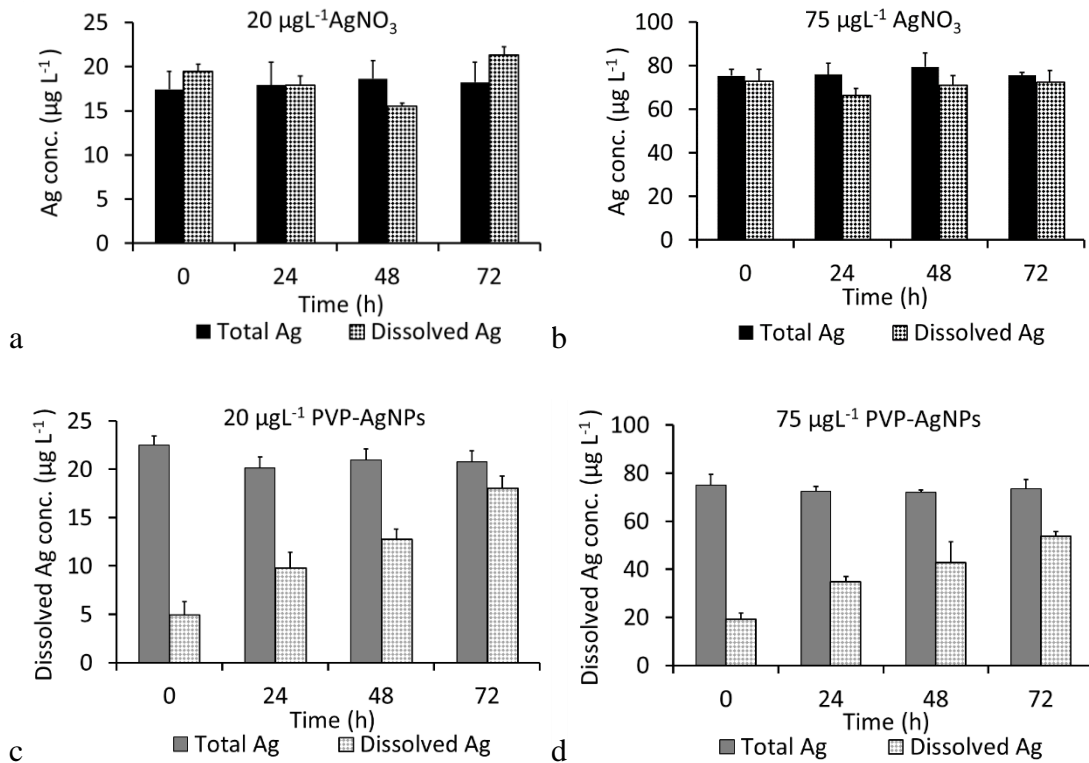 20 µgL⁻¹AgNO₃
Ag conc. (µg L⁻¹ )
25
20
15
10
5
0
0 24 48 72
Time (h)
Total Ag Dissolved Ag
a
75 µgL⁻¹ AgNO₃
Ag conc. (µg L⁻¹ )
100
80
60
40
20
0
0 24 48 72
Time (h)
Total Ag Dissolved Ag
b
20 µgL⁻¹ PVP-AgNPs
Dissolved Ag conc. (µg L⁻¹ )
25
20
15
10
5
0
0 24 48 72
Time (h)
Total Ag Dissolved Ag
c
75 µgL⁻¹ PVP-AgNPs
Dissolved Ag conc. (µg L⁻¹ )
100
80
60
40
20
0
0 24 48 72
Time (h)
Total Ag Dissolved Ag
d